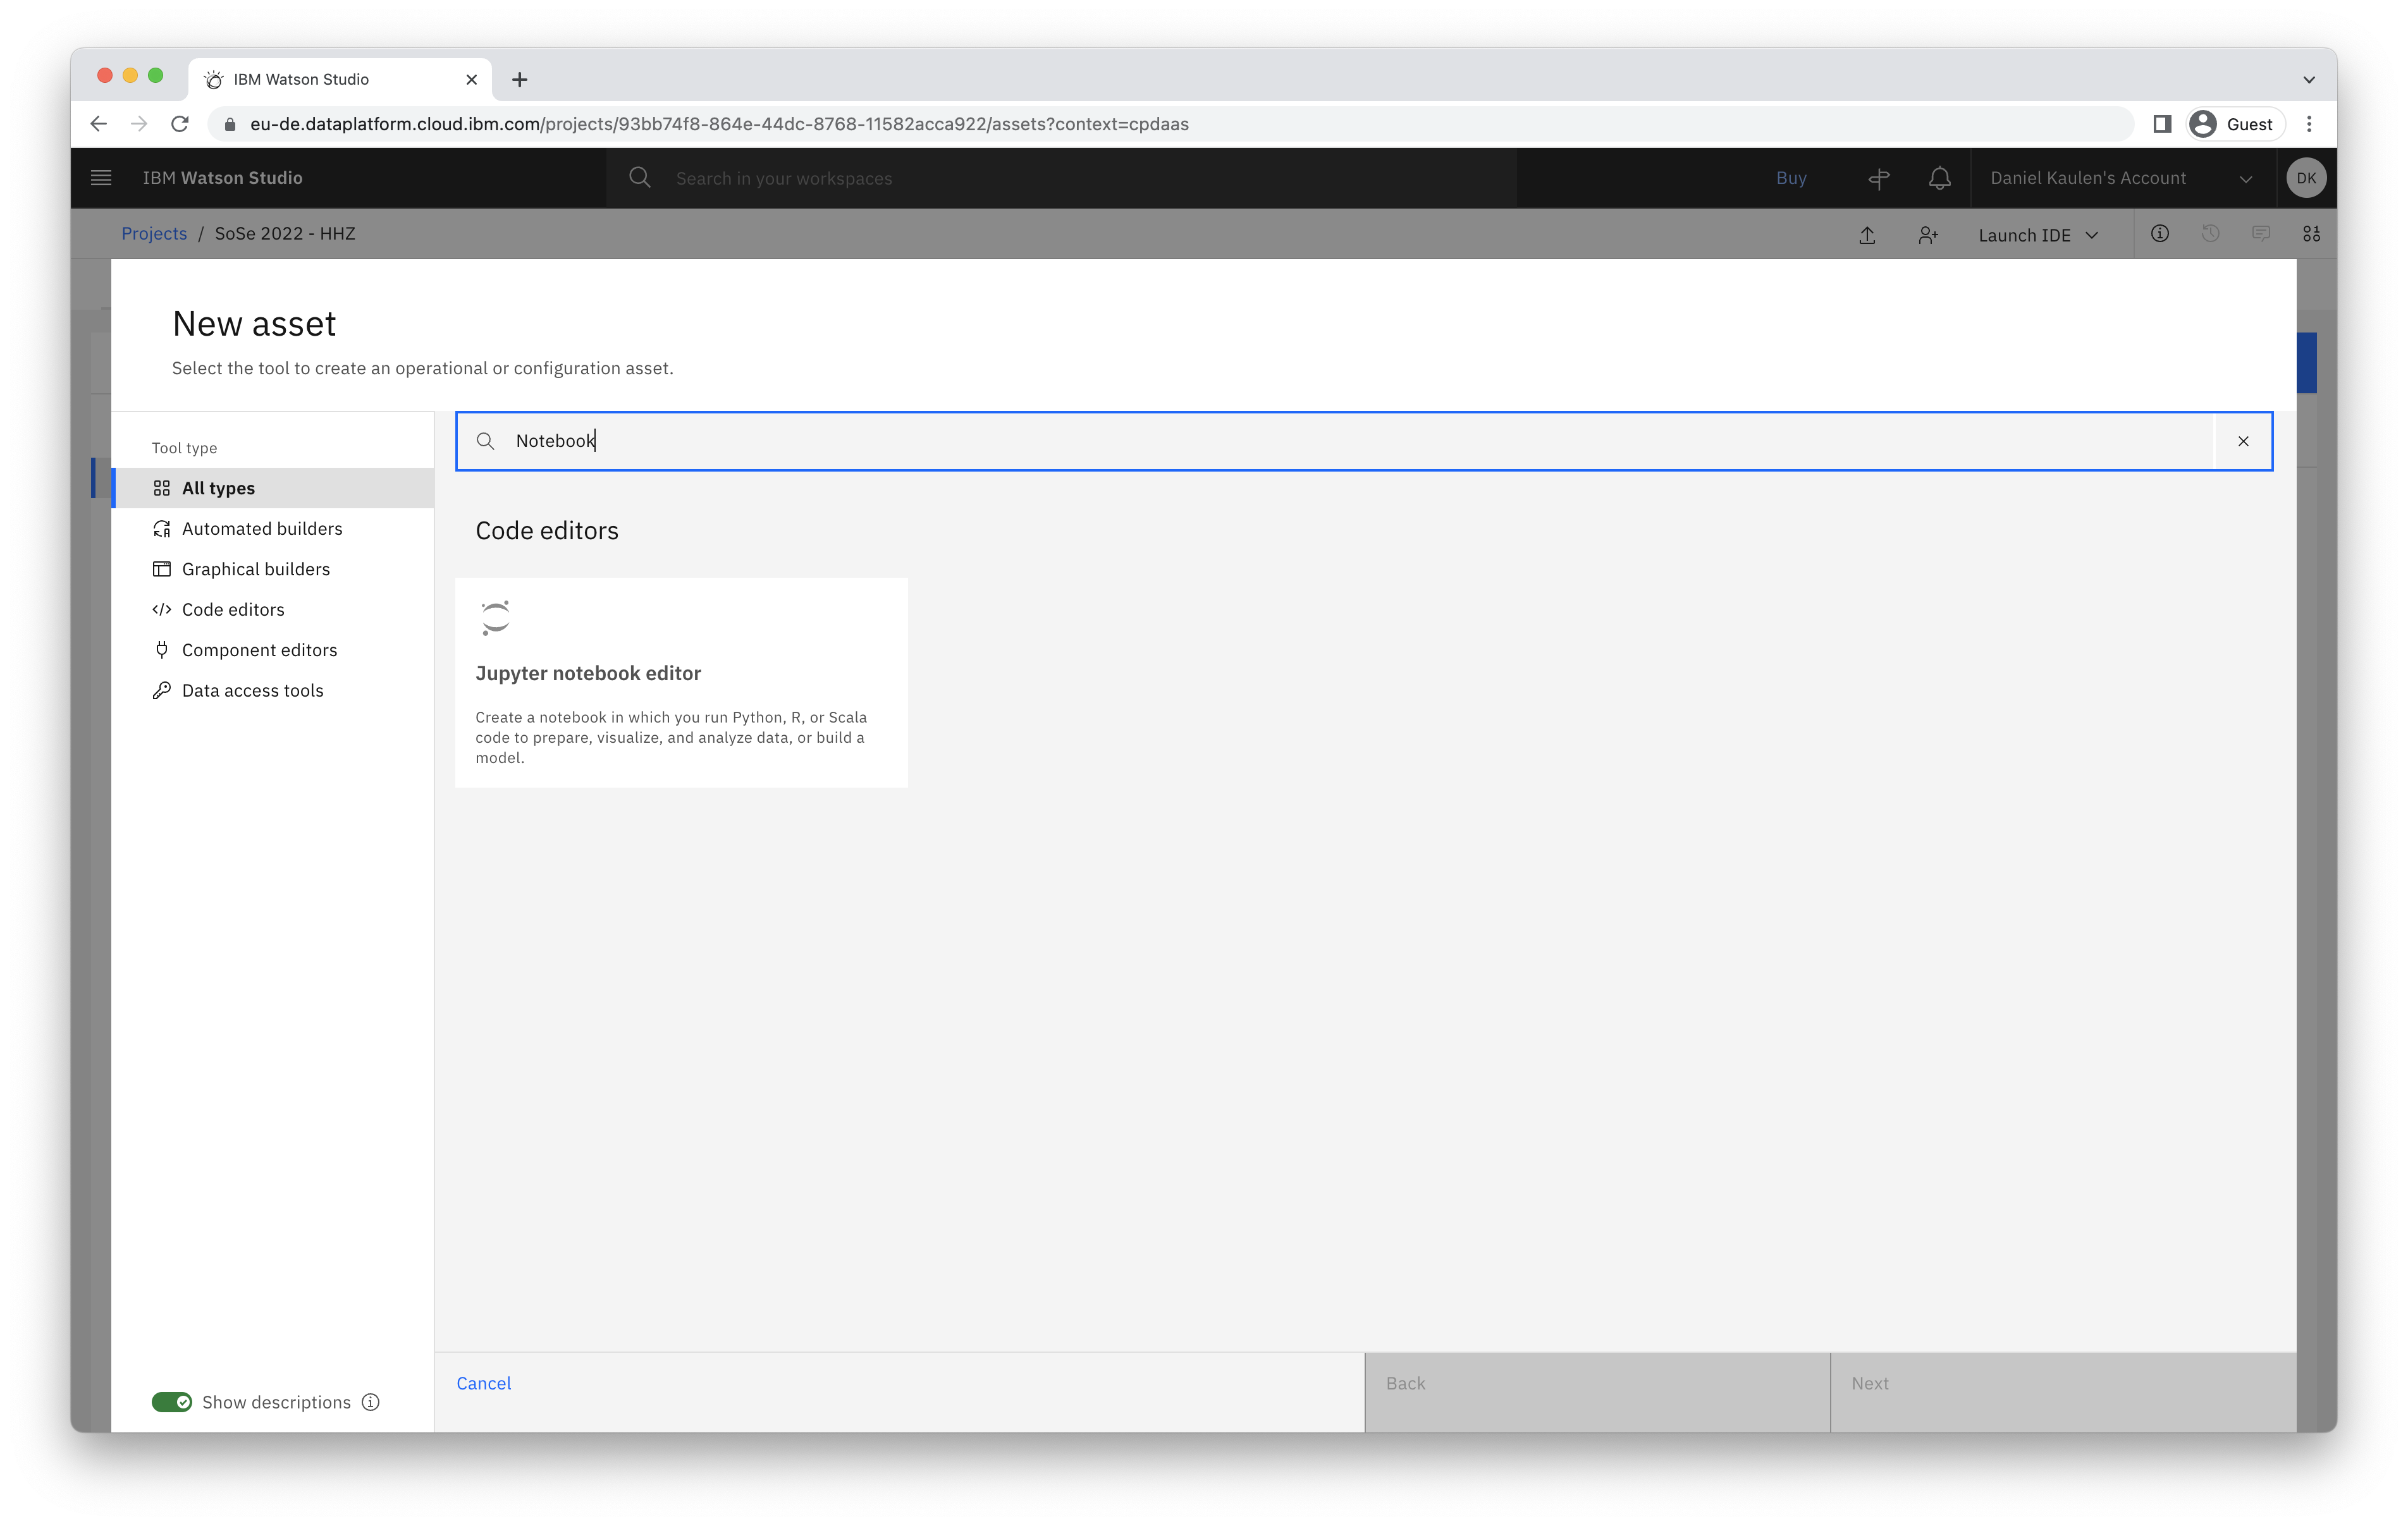 IBM Watson Studio
eu-de.dataplatform.cloud.ibm.com/projects/93bb74f8-864e-44dc-8768-11582acca922/assets?context=cpdaas
Guest
IBM Watson Studio
Search in your workspaces
Buy
Daniel Kaulen's Account
DK
Projects / SoSe 2022 - HHZ
Launch IDE
New asset
Select the tool to create an operational or configuration asset.
Tool type
All types
Automated builders
Graphical builders
Code editors
Component editors
Data access tools
Notebook
Code editors
Jupyter notebook editor
Create a notebook in which you run Python, R, or Scala
code to prepare, visualize, and analyze data, or build a
model.
Show descriptions
Cancel
Back
Next